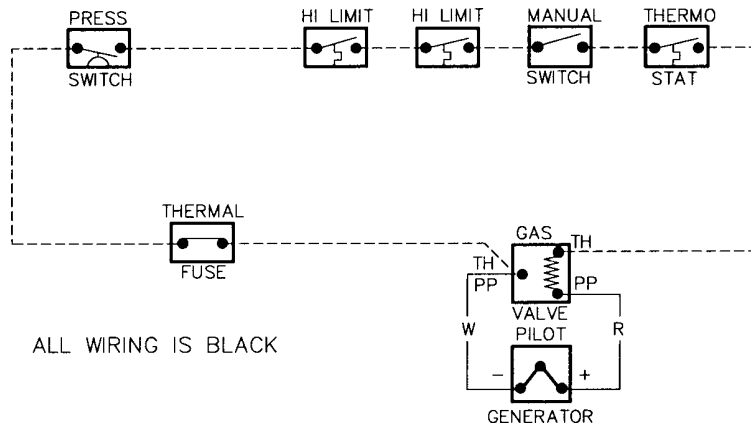 PRESS
HI LIMIT
HI LIMIT
MANUAL
THERMO
SWITCH
SWITCH
STAT
THERMAL
FUSE
GAS
TH
TH
PP
PP
VALVE
W
PILOT
R
ALL WIRING IS BLACK
–
+
GENERATOR